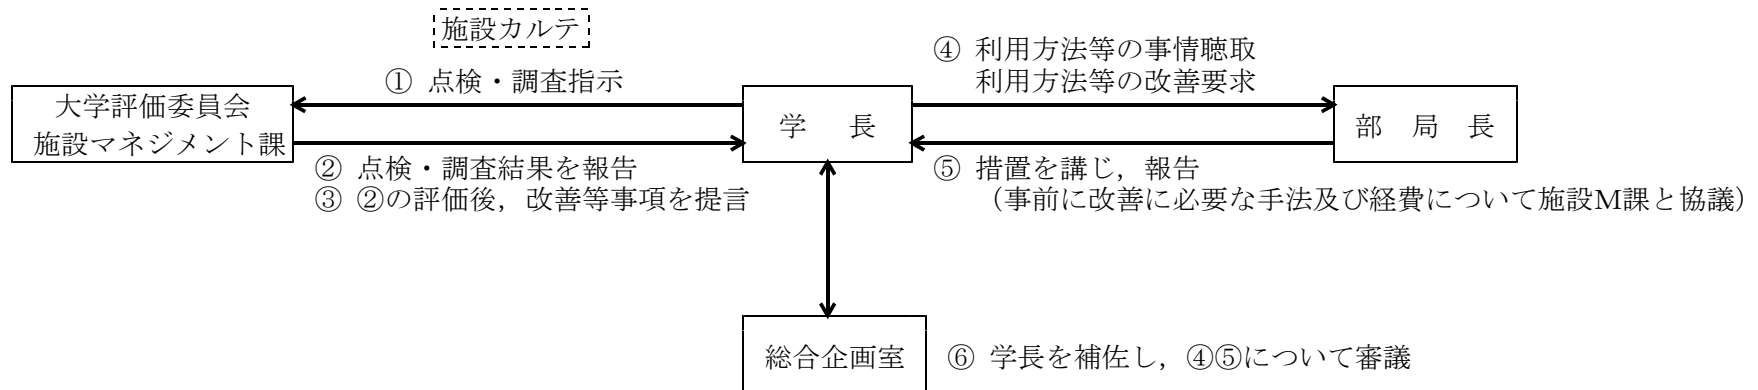 施設カルテ
① 点検・調査指示
大学評価委員会
施設マネジメント課
② 点検・調査結果を報告
③ ②の評価後，改善等事項を提言
学　長
④ 利用方法等の事情聴取
利用方法等の改善要求
部　局　長
⑤ 措置を講じ，報告
（事前に改善に必要な手法及び経費について施設M課と協議）
総合企画室
⑥ 学長を補佐し，④⑤について審議